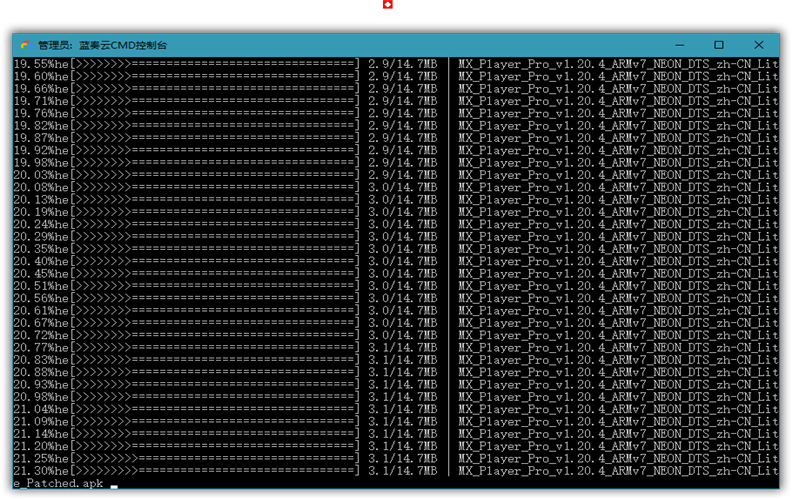 管理员: 蓝奏云CMD控制台
19.55%he[>>>>>>>>================================] 2.9/14.7MB | MX_Player_Pro_v1.20.4_ARMv7_NEON_DTS_zh-CN_Lit
19.60%he[>>>>>>>>================================] 2.9/14.7MB | MX_Player_Pro_v1.20.4_ARMv7_NEON_DTS_zh-CN_Lit
19.66%he[>>>>>>>>================================] 2.9/14.7MB | MX_Player_Pro_v1.20.4_ARMv7_NEON_DTS_zh-CN_Lit
19.71%he[>>>>>>>>================================] 2.9/14.7MB | MX_Player_Pro_v1.20.4_ARMv7_NEON_DTS_zh-CN_Lit
19.76%he[>>>>>>>>================================] 2.9/14.7MB | MX_Player_Pro_v1.20.4_ARMv7_NEON_DTS_zh-CN_Lit
19.82%he[>>>>>>>>================================] 2.9/14.7MB | MX_Player_Pro_v1.20.4_ARMv7_NEON_DTS_zh-CN_Lit
19.87%he[>>>>>>>>================================] 2.9/14.7MB | MX_Player_Pro_v1.20.4_ARMv7_NEON_DTS_zh-CN_Lit
19.92%he[>>>>>>>>================================] 2.9/14.7MB | MX_Player_Pro_v1.20.4_ARMv7_NEON_DTS_zh-CN_Lit
19.98%he[>>>>>>>>================================] 2.9/14.7MB | MX_Player_Pro_v1.20.4_ARMv7_NEON_DTS_zh-CN_Lit
20.03%he[>>>>>>>>================================] 2.9/14.7MB | MX_Player_Pro_v1.20.4_ARMv7_NEON_DTS_zh-CN_Lit
20.08%he[>>>>>>>>================================] 3.0/14.7MB | MX_Player_Pro_v1.20.4_ARMv7_NEON_DTS_zh-CN_Lit
20.13%he[>>>>>>>>================================] 3.0/14.7MB | MX_Player_Pro_v1.20.4_ARMv7_NEON_DTS_zh-CN_Lit
20.19%he[>>>>>>>>================================] 3.0/14.7MB | MX_Player_Pro_v1.20.4_ARMv7_NEON_DTS_zh-CN_Lit
20.24%he[>>>>>>>>================================] 3.0/14.7MB | MX_Player_Pro_v1.20.4_ARMv7_NEON_DTS_zh-CN_Lit
20.29%he[>>>>>>>>================================] 3.0/14.7MB | MX_Player_Pro_v1.20.4_ARMv7_NEON_DTS_zh-CN_Lit
20.35%he[>>>>>>>>================================] 3.0/14.7MB | MX_Player_Pro_v1.20.4_ARMv7_NEON_DTS_zh-CN_Lit
20.40%he[>>>>>>>>================================] 3.0/14.7MB | MX_Player_Pro_v1.20.4_ARMv7_NEON_DTS_zh-CN_Lit
20.45%he[>>>>>>>>================================] 3.0/14.7MB | MX_Player_Pro_v1.20.4_ARMv7_NEON_DTS_zh-CN_Lit
20.51%he[>>>>>>>>================================] 3.0/14.7MB | MX_Player_Pro_v1.20.4_ARMv7_NEON_DTS_zh-CN_Lit
20.56%he[>>>>>>>>================================] 3.0/14.7MB | MX_Player_Pro_v1.20.4_ARMv7_NEON_DTS_zh-CN_Lit
20.61%he[>>>>>>>>================================] 3.0/14.7MB | MX_Player_Pro_v1.20.4_ARMv7_NEON_DTS_zh-CN_Lit
20.67%he[>>>>>>>>================================] 3.0/14.7MB | MX_Player_Pro_v1.20.4_ARMv7_NEON_DTS_zh-CN_Lit
20.72%he[>>>>>>>>================================] 3.0/14.7MB | MX_Player_Pro_v1.20.4_ARMv7_NEON_DTS_zh-CN_Lit
20.77%he[>>>>>>>>================================] 3.1/14.7MB | MX_Player_Pro_v1.20.4_ARMv7_NEON_DTS_zh-CN_Lit
20.83%he[>>>>>>>>================================] 3.1/14.7MB | MX_Player_Pro_v1.20.4_ARMv7_NEON_DTS_zh-CN_Lit
20.88%he[>>>>>>>>================================] 3.1/14.7MB | MX_Player_Pro_v1.20.4_ARMv7_NEON_DTS_zh-CN_Lit
20.93%he[>>>>>>>>================================] 3.1/14.7MB | MX_Player_Pro_v1.20.4_ARMv7_NEON_DTS_zh-CN_Lit
20.98%he[>>>>>>>>================================] 3.1/14.7MB | MX_Player_Pro_v1.20.4_ARMv7_NEON_DTS_zh-CN_Lit
21.04%he[>>>>>>>>================================] 3.1/14.7MB | MX_Player_Pro_v1.20.4_ARMv7_NEON_DTS_zh-CN_Lit
21.09%he[>>>>>>>>================================] 3.1/14.7MB | MX_Player_Pro_v1.20.4_ARMv7_NEON_DTS_zh-CN_Lit
21.14%he[>>>>>>>>================================] 3.1/14.7MB | MX_Player_Pro_v1.20.4_ARMv7_NEON_DTS_zh-CN_Lit
21.20%he[>>>>>>>>================================] 3.1/14.7MB | MX_Player_Pro_v1.20.4_ARMv7_NEON_DTS_zh-CN_Lit
21.25%he[>>>>>>>>>===============================] 3.1/14.7MB | MX_Player_Pro_v1.20.4_ARMv7_NEON_DTS_zh-CN_Lit
21.30%he[>>>>>>>>>===============================] 3.1/14.7MB | MX_Player_Pro_v1.20.4_ARMv7_NEON_DTS_zh-CN_Lit
e_Patched.apk